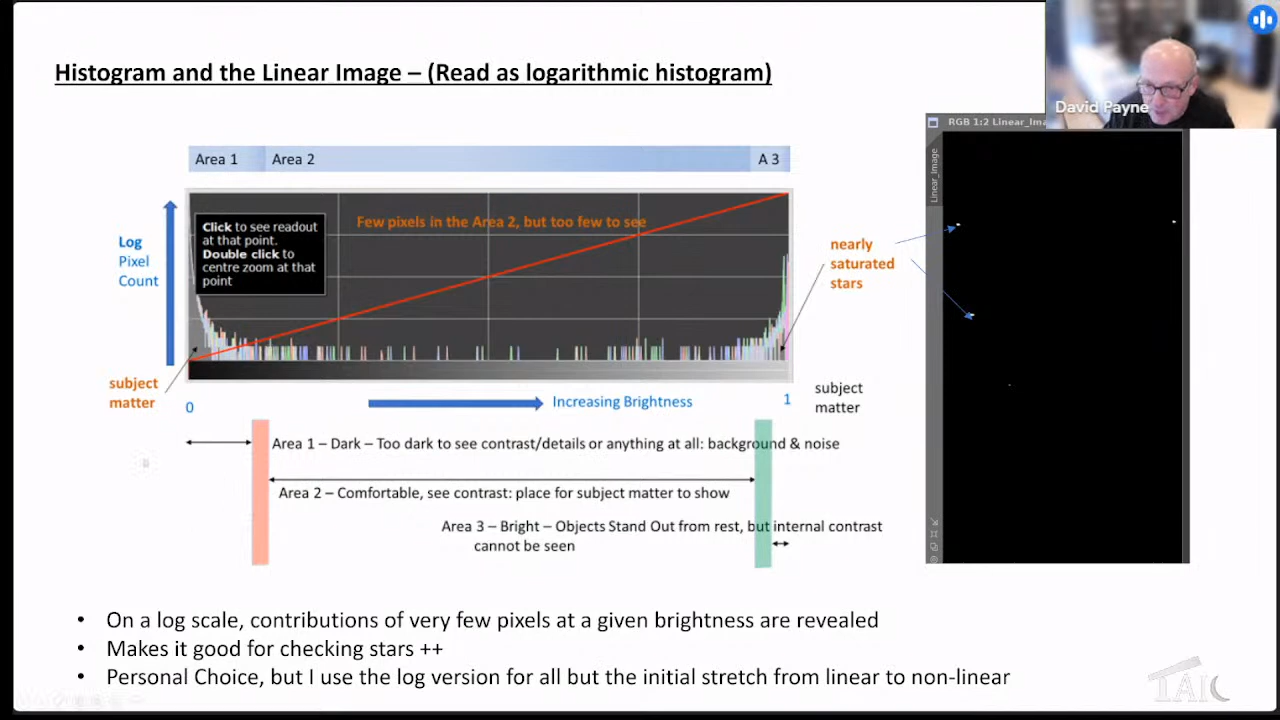 Histogram and the Linear Image – (Read as logarithmic histogram)
David Payne
RGB 1:2 Linear_Ima
Linear_Image
Area 1
Area 2
A 3
Few pixels in the Area 2, but too few to see
Click to see readout
at that point.
Double click to
centre zoom at that
point
Log
Pixel
Count
nearly
saturated
stars
subject
matter
0
Increasing Brightness
1
subject
matter
Area 1 – Dark – Too dark to see contrast/details or anything at all: background & noise
Area 2 – Comfortable, see contrast: place for subject matter to show
Area 3 – Bright – Objects Stand Out from rest, but internal contrast
cannot be seen
• On a log scale, contributions of very few pixels at a given brightness are revealed
• Makes it good for checking stars ++
• Personal Choice, but I use the log version for all but the initial stretch from linear to non-linear
TAIC